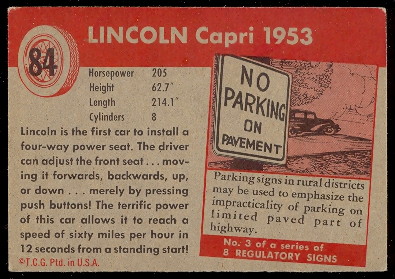 84
LINCOLN Capri 1953
Horsepower 205
Height 62.7"
Length 214.1"
Cylinders 8
Lincoln is the first car to install a
four-way power seat. The driver
can adjust the front seat . . . mov-
ing it forwards, backwards, up,
or down . . . merely by pressing
push buttons! The terrific power
of this car allows it to reach a
speed of sixty miles per hour in
12 seconds from a standing start!
©T.C.G. Ptd. in U.S.A.
NO
PARKING
ON
PAVEMENT
Parking signs in rural districts
may be used to emphasize the
impracticality of parking on
limited paved part of
highway.
No. 3 of a series of
8 REGULATORY SIGNS